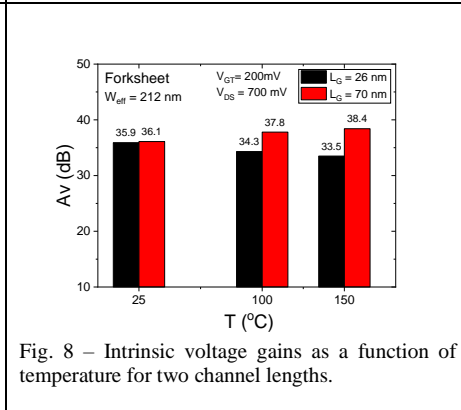 50
40
30
20
10
Av (dB)
Forksheet
W_eff = 212 nm
V_GT= 200mV
V_DS = 700 mV
L_G = 26 nm
L_G = 70 nm
35.9 36.1
34.3 37.8
33.5 38.4
25 100 150
T (°C)
Fig. 8 – Intrinsic voltage gains as a function of
temperature for two channel lengths.